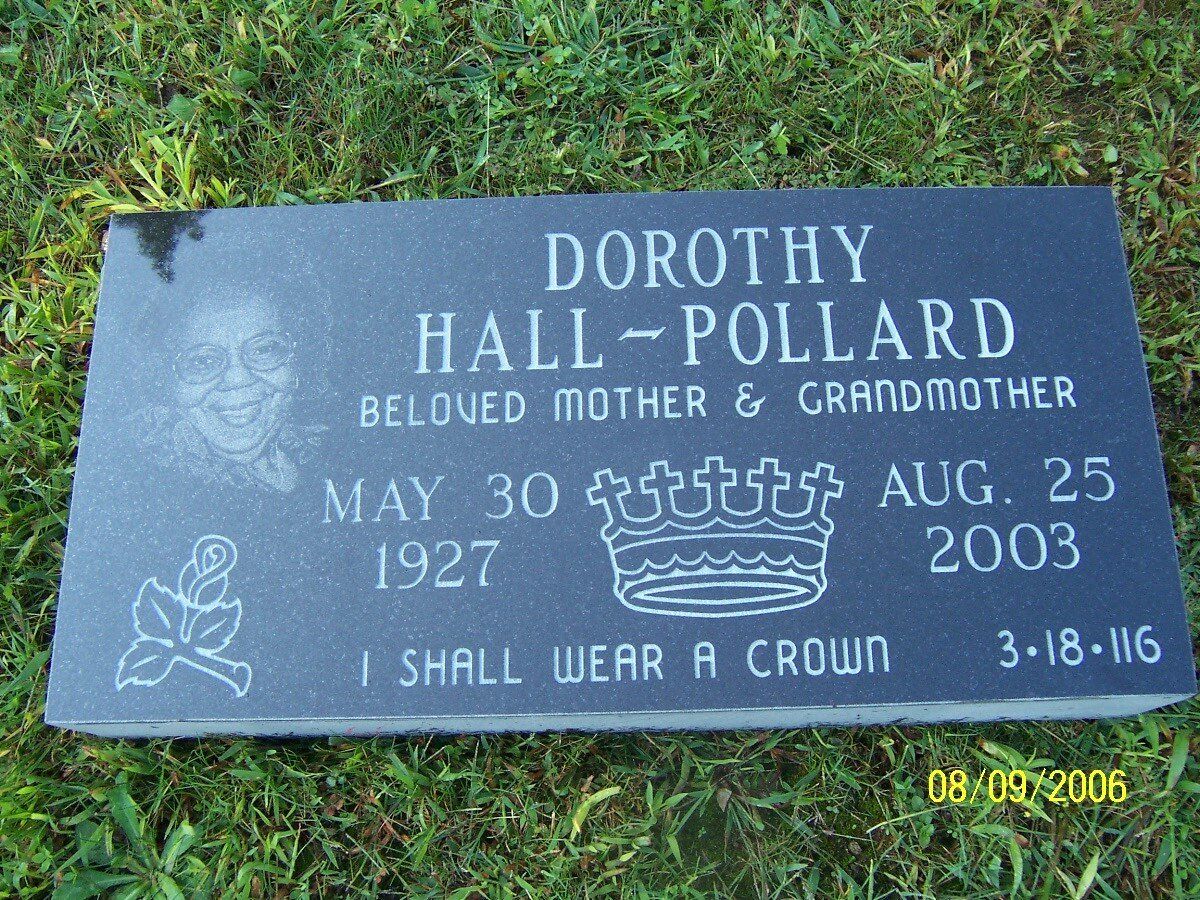 DOROTHY
HALL-POLLARD
BELOVED MOTHER & GRANDMOTHER
MAY 30
1927
AUG. 25
2003
I SHALL WEAR A CROWN
3·18·116
08/09/2006